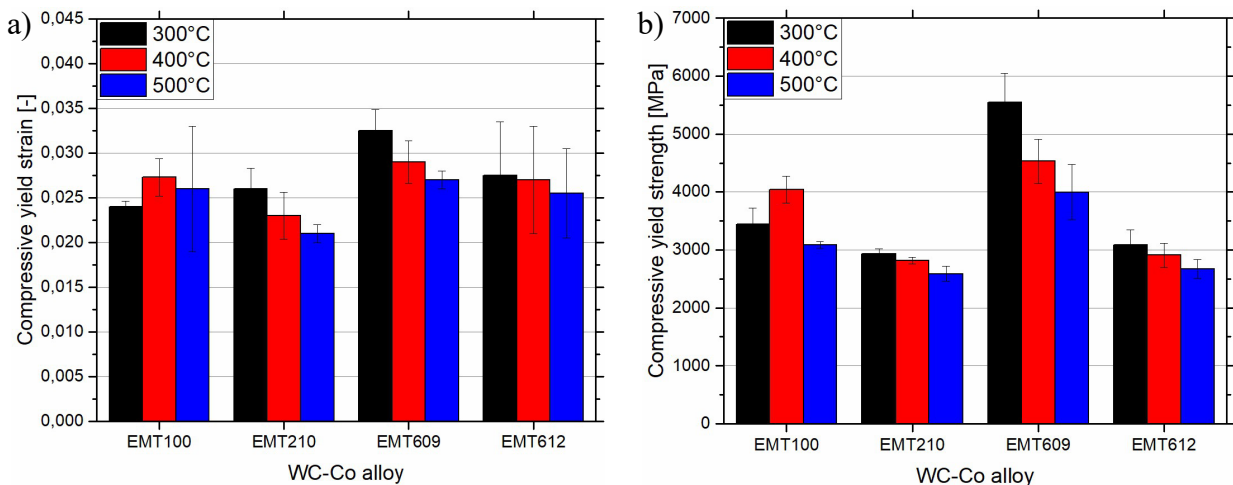 a)
0,045
0,040
0,035
0,030
0,025
0,020
0,015
0,010
0,005
0,000
Compressive yield strain [-]
300°C
400°C
500°C
EMT100 EMT210 EMT609 EMT612
WC-Co alloy
b)
7000
6000
5000
4000
3000
2000
1000
0
Compressive yield strength [MPa]
300°C
400°C
500°C
EMT100 EMT210 EMT609 EMT612
WC-Co alloy